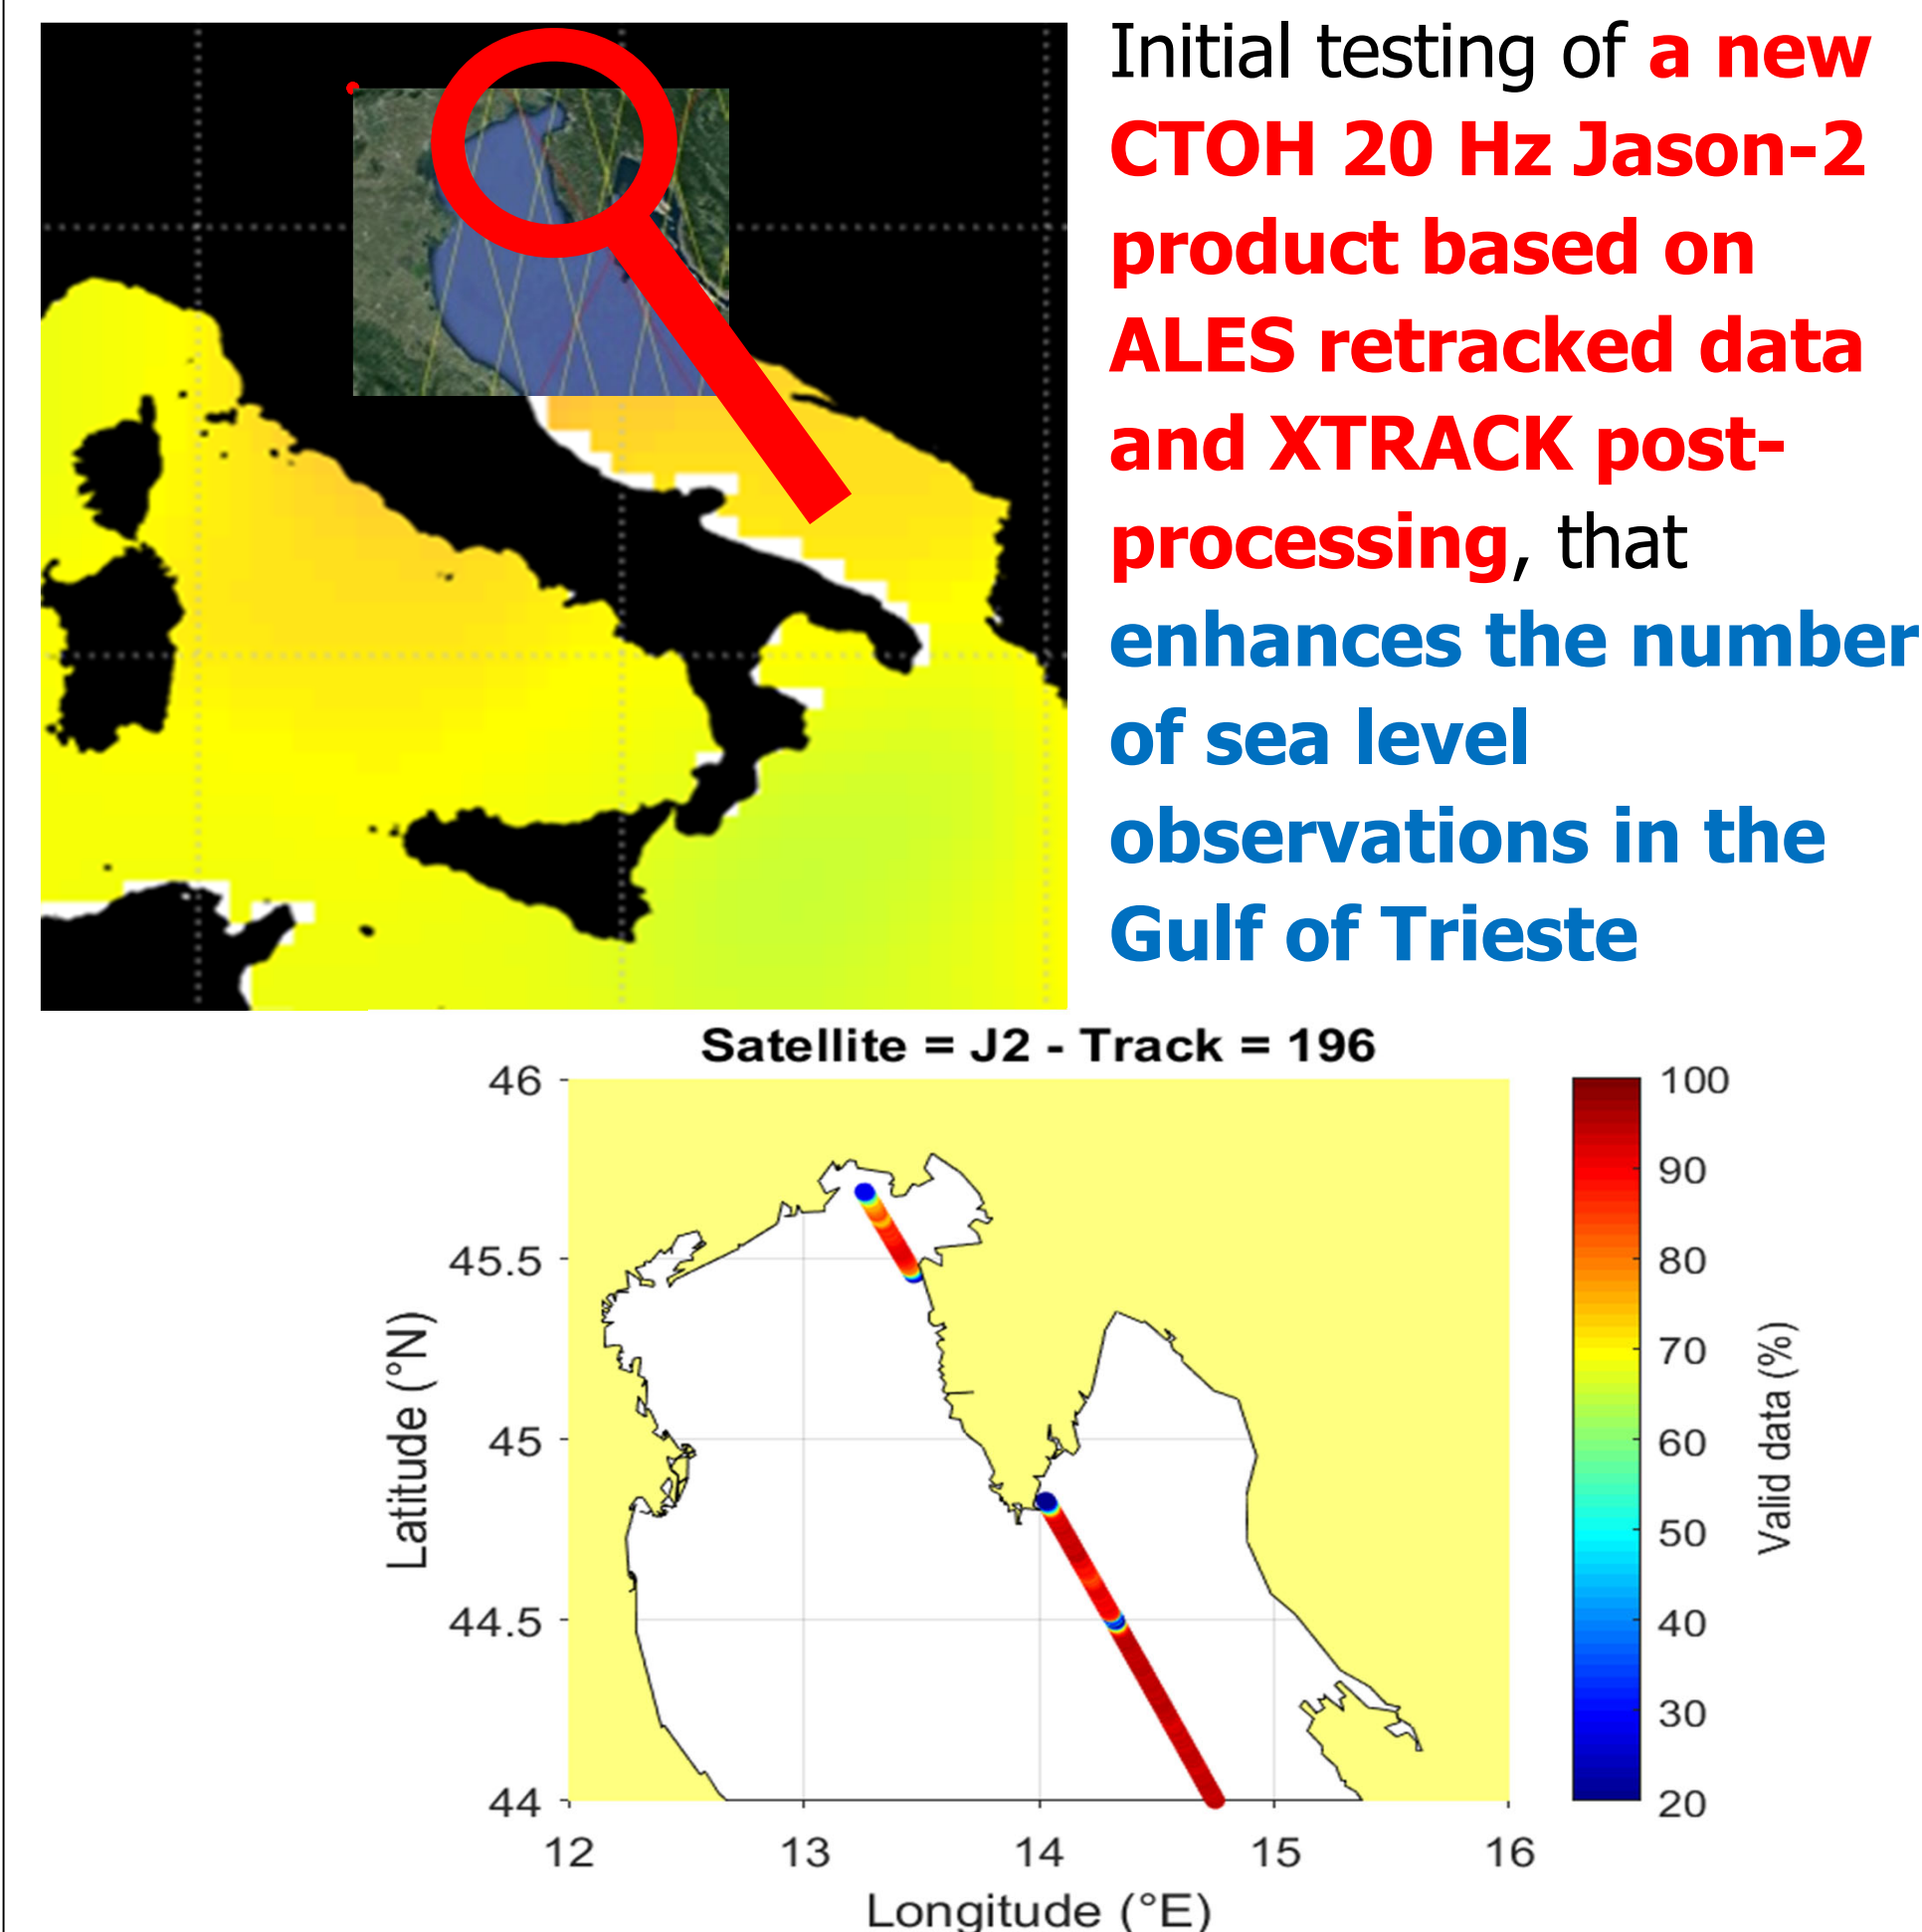 Initial testing of a new
CTOH 20 Hz Jason-2
product based on
ALES retracked data
and XTRACK post-
processing, that
enhances the number
of sea level
observations in the
Gulf of Trieste
Satellite = J2 - Track = 196
46
45.5
45
44.5
44
Latitude (°N)
12
13
14
15
16
Longitude (°E)
100
90
80
70
60
50
40
30
20
Valid data (%)